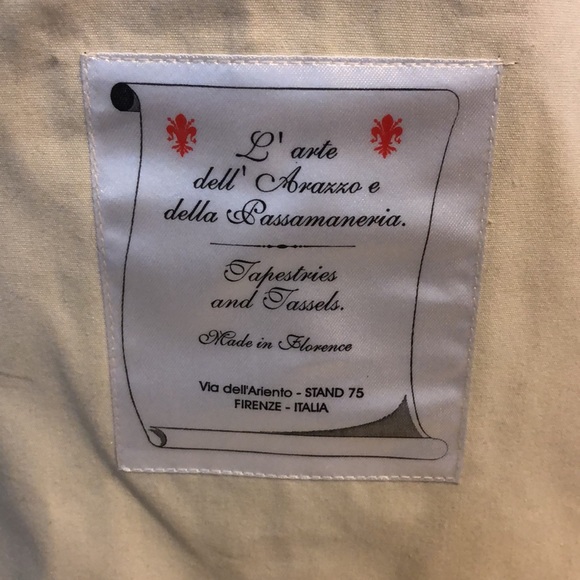 L' arte
dell' Arazzo e
della Passamaneria.
Tapestries
and Tassels.
Made in Florence
Via dell'Ariento - STAND 75
FIRENZE - ITALIA